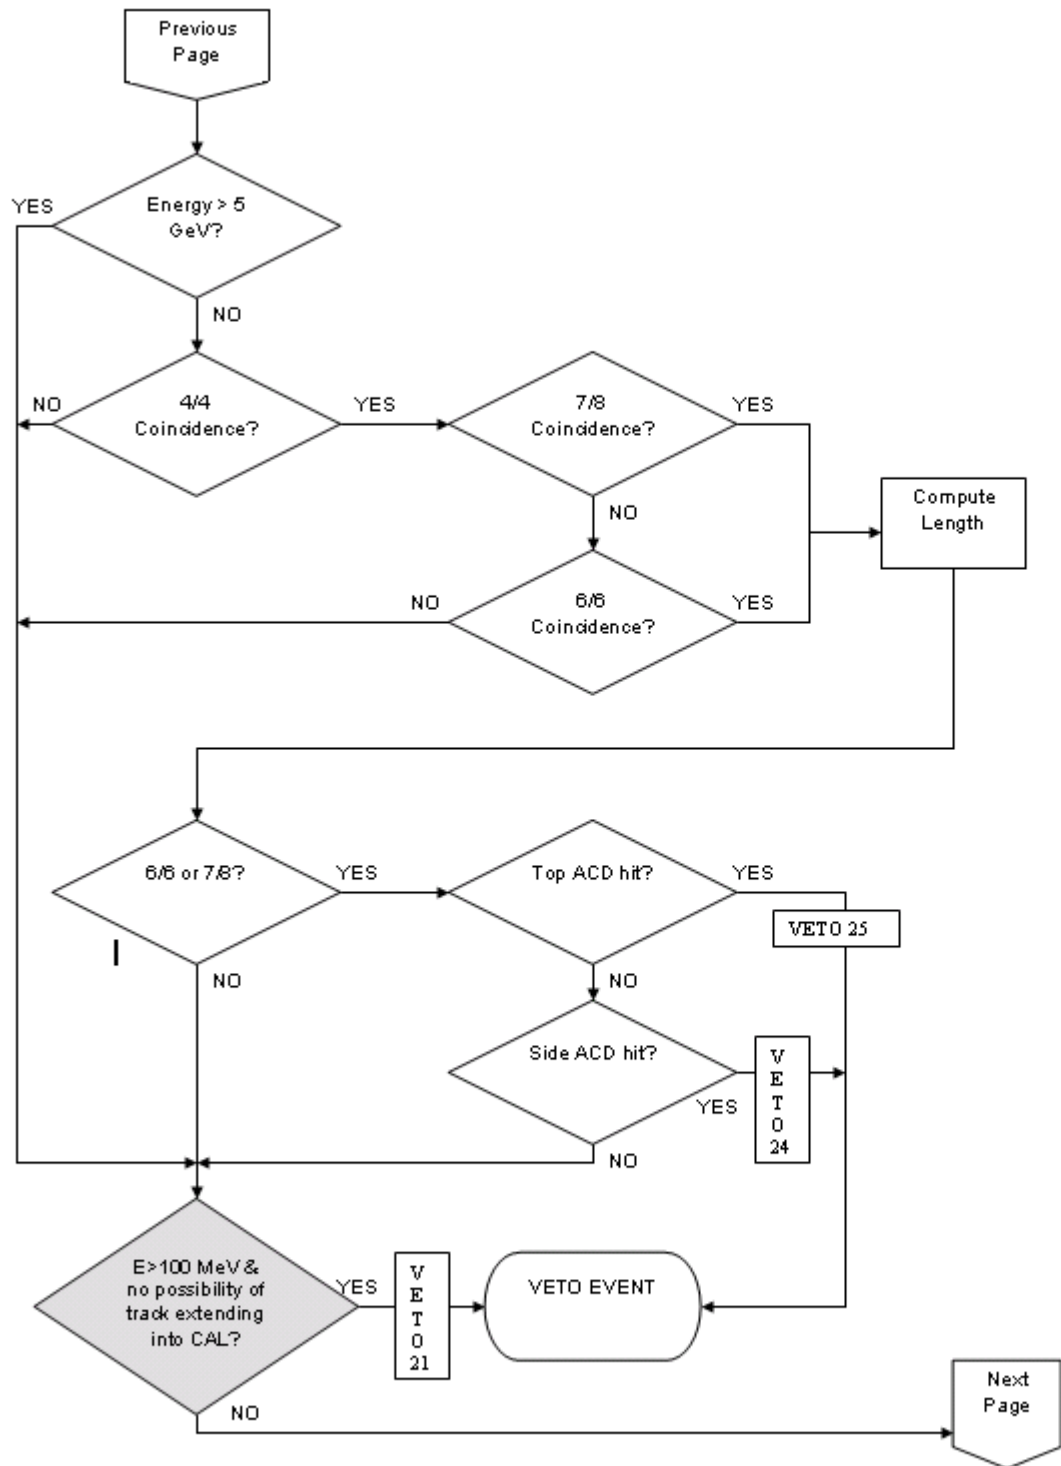 Previous
Page
Energy > 5
GeV?
YES
NO
4/4
Coincidence?
NO
YES
7/8
Coincidence?
YES
NO
Compute
Length
6/6
Coincidence?
NO
YES
6/6 or 7/8?
YES
NO
Top ACD hit?
YES
NO
VETO 25
Side ACD hit?
YES
NO
V
E
T
O
24
E>100 MeV &
no possibility of
track extending
into CAL?
YES
NO
V
E
T
O
21
VETO EVENT
Next
Page